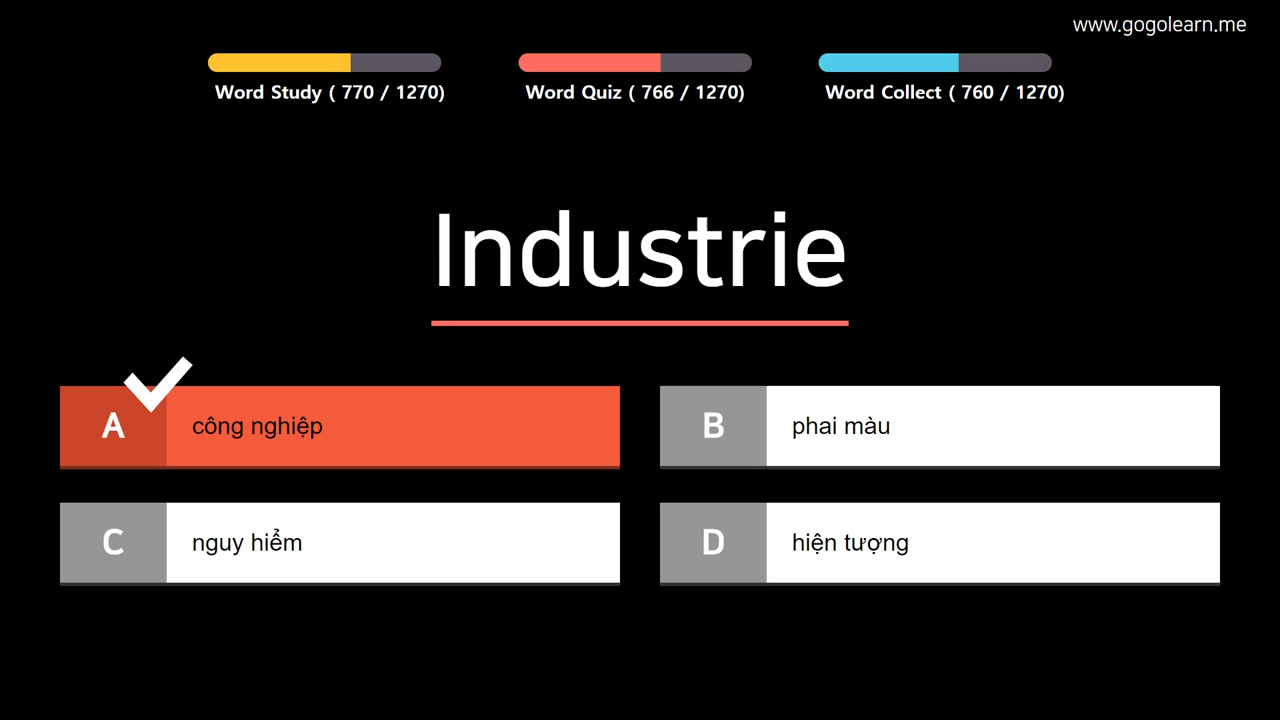 www.gogolearn.me
Word Study ( 770 / 1270)
Word Quiz ( 766 / 1270)
Word Collect ( 760 / 1270)
Industrie
A công nghiệp
B phai màu
C nguy hiểm
D hiện tượng